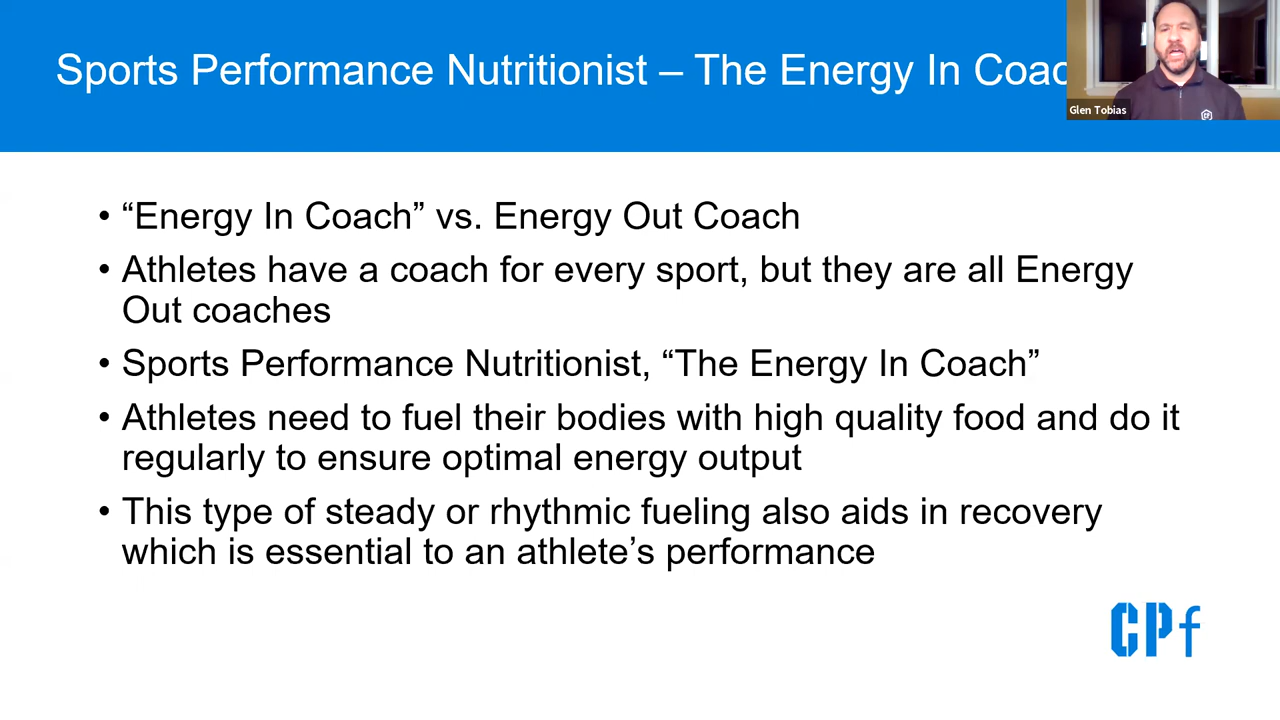 Sports Performance Nutritionist – The Energy In Coac
Glen Tobias
• “Energy In Coach” vs. Energy Out Coach
• Athletes have a coach for every sport, but they are all Energy
Out coaches
• Sports Performance Nutritionist, “The Energy In Coach”
• Athletes need to fuel their bodies with high quality food and do it
regularly to ensure optimal energy output
• This type of steady or rhythmic fueling also aids in recovery
which is essential to an athlete’s performance
CPf